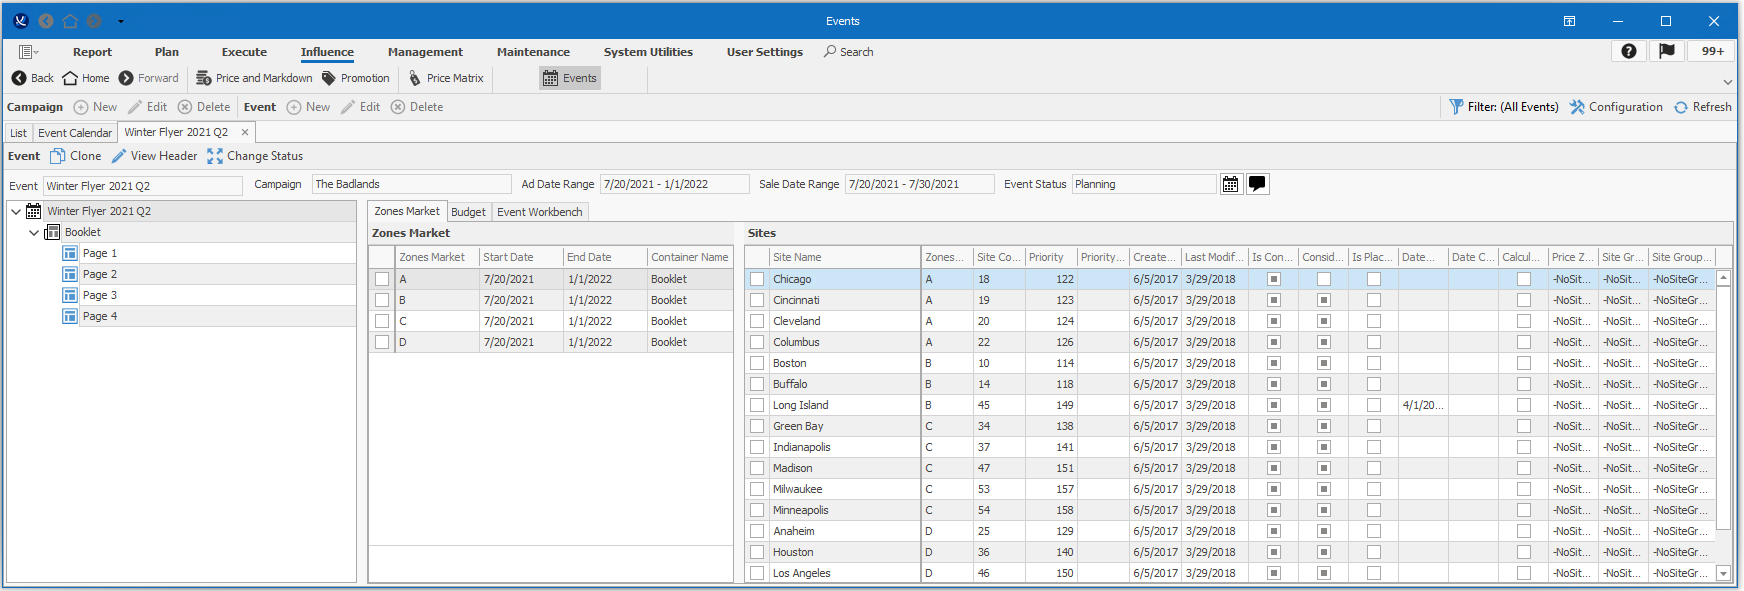 Events
Report Plan Execute Influence Management Maintenance System Utilities User Settings Search 99+
Back Home Forward Price and Markdown Promotion Price Matrix Events
Campaign New Edit Delete Event New Edit Delete Filter: (All Events) Configuration Refresh
List Event Calendar Winter Flyer 2021 Q2
Event Clone View Header Change Status
Event Winter Flyer 2021 Q2 Campaign The Badlands Ad Date Range 7/20/2021 - 1/1/2022 Sale Date Range 7/20/2021 - 7/30/2021 Event Status Planning
Winter Flyer 2021 Q2
Booklet
Page 1
Page 2
Page 3
Page 4
Zones Market Budget Event Workbench
Zones Market
Zones Market Start Date End Date Container Name
A 7/20/2021 1/1/2022 Booklet
B 7/20/2021 1/1/2022 Booklet
C 7/20/2021 1/1/2022 Booklet
D 7/20/2021 1/1/2022 Booklet
Sites
Site Name Zones... Site Co... Priority Priority... Create... Last Modif... Is Con... Consid... Is Plac... Date... Date C... Calcul... Price Z... Site Gr... Site Group...
Chicago A 18 122 6/5/2017 3/29/2018 -NoSit... -NoSit... -NoSiteGr...
Cincinnati A 19 123 6/5/2017 3/29/2018 -NoSit... -NoSit... -NoSiteGr...
Cleveland A 20 124 6/5/2017 3/29/2018 -NoSit... -NoSit... -NoSiteGr...
Columbus A 22 126 6/5/2017 3/29/2018 -NoSit... -NoSit... -NoSiteGr...
Boston B 10 114 6/5/2017 3/29/2018 -NoSit... -NoSit... -NoSiteGr...
Buffalo B 14 118 6/5/2017 3/29/2018 -NoSit... -NoSit... -NoSiteGr...
Long Island B 45 149 6/5/2017 3/29/2018 4/1/20... -NoSit... -NoSit... -NoSiteGr...
Green Bay C 34 138 6/5/2017 3/29/2018 -NoSit... -NoSit... -NoSiteGr...
Indianapolis C 37 141 6/5/2017 3/29/2018 -NoSit... -NoSit... -NoSiteGr...
Madison C 47 151 6/5/2017 3/29/2018 -NoSit... -NoSit... -NoSiteGr...
Milwaukee C 53 157 6/5/2017 3/29/2018 -NoSit... -NoSit... -NoSiteGr...
Minneapolis C 54 158 6/5/2017 3/29/2018 -NoSit... -NoSit... -NoSiteGr...
Anaheim D 25 129 6/5/2017 3/29/2018 -NoSit... -NoSit... -NoSiteGr...
Houston D 36 140 6/5/2017 3/29/2018 -NoSit... -NoSit... -NoSiteGr...
Los Angeles D 46 150 6/5/2017 3/29/2018 -NoSit... -NoSit... -NoSiteGr...